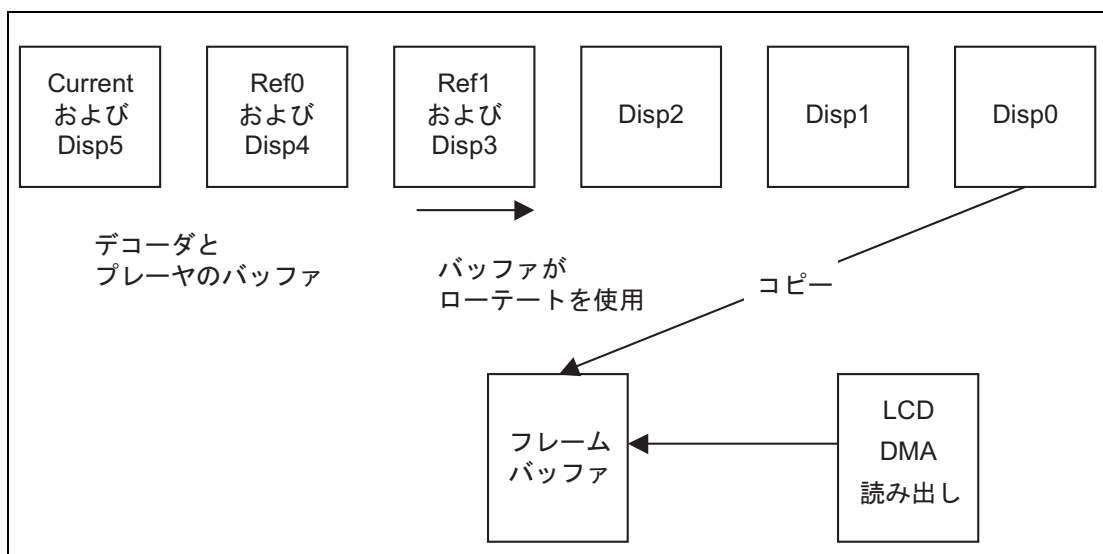 Current
および
Disp5
Ref0
および
Disp4
Ref1
および
Disp3
Disp2
Disp1
Disp0
デコーダと
プレーヤのバッファ
バッファが
ローテートを使用
コピー
フレーム
バッファ
LCD
DMA
読み出し